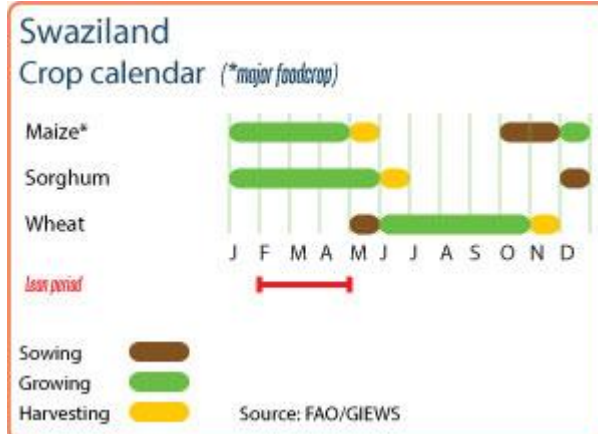 Swaziland
Crop calendar (*major foodcrop)
Maize*
Sorghum
Wheat
J F M A M J J A S O N D
Lean period
Sowing
Growing
Harvesting Source: FAO/GIEWS